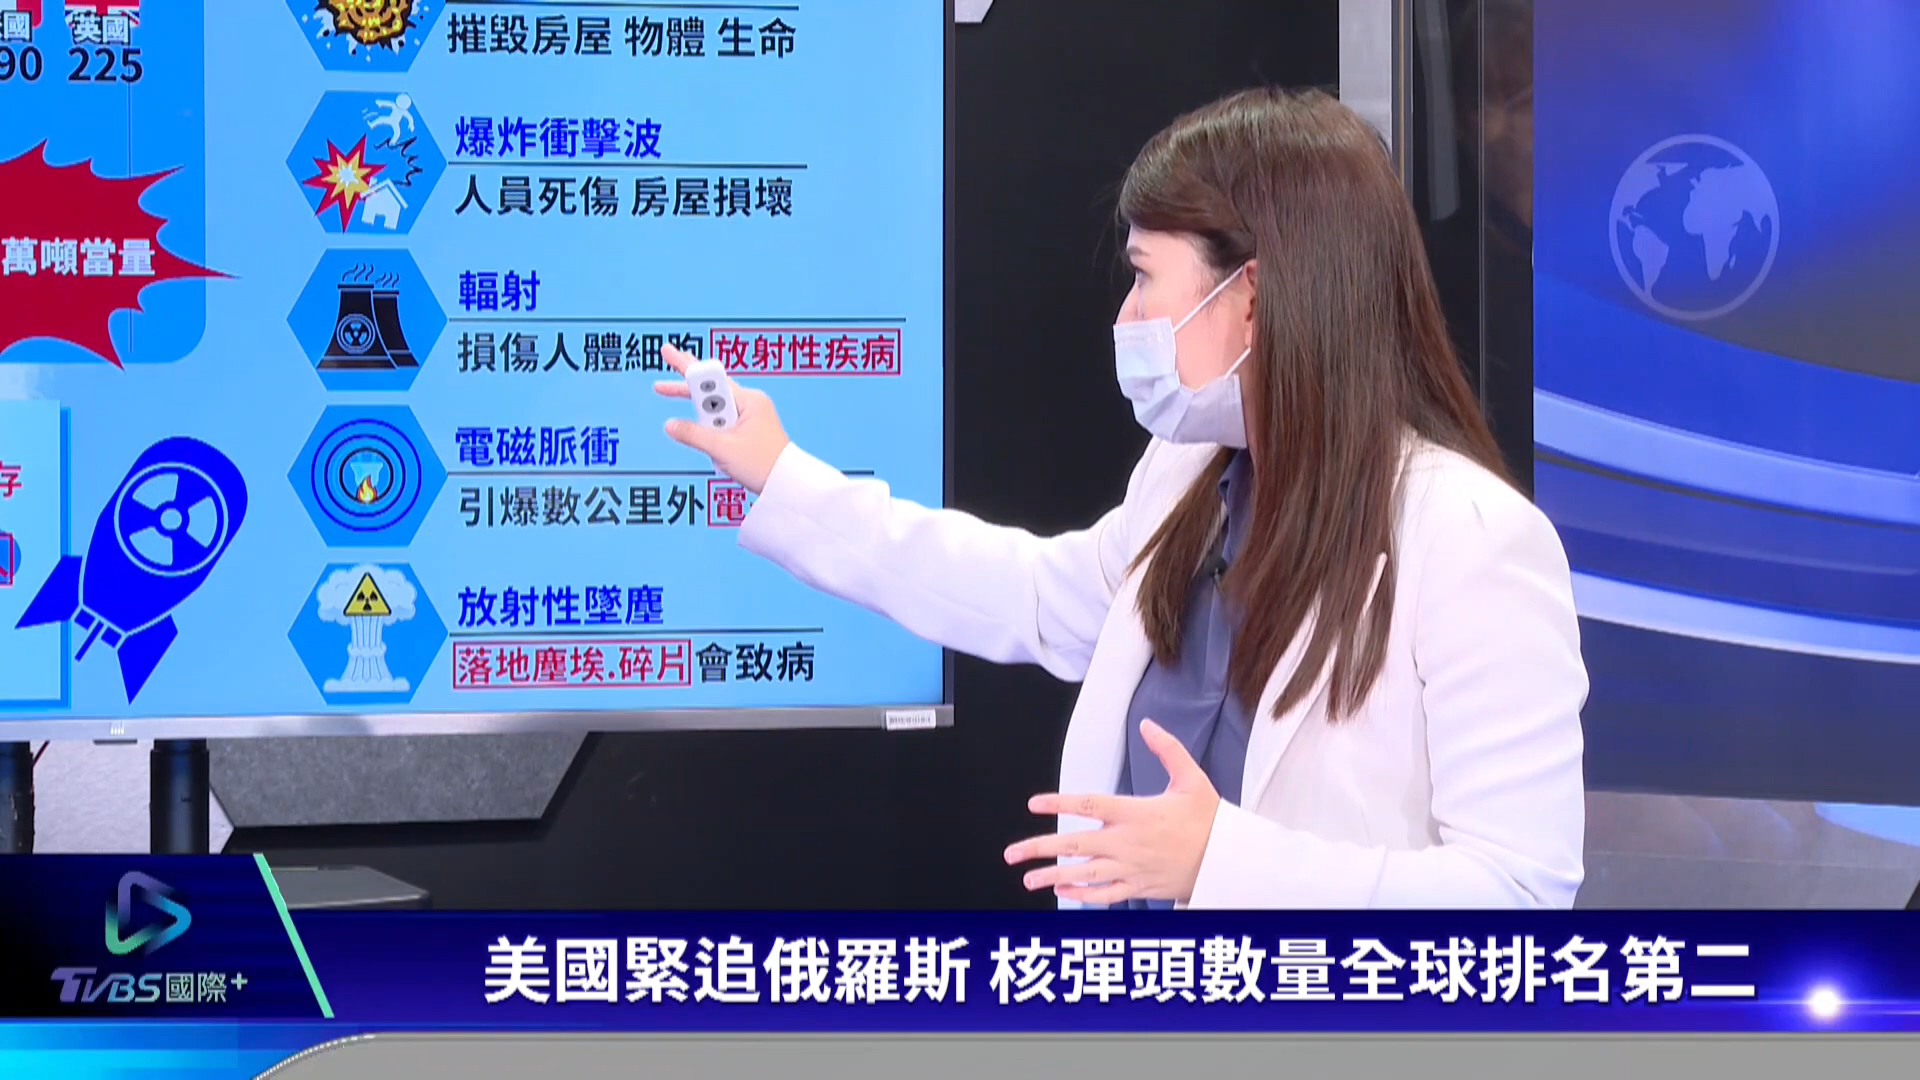 英國
90 225
摧毀房屋 物體 生命
爆炸衝擊波
人員死傷 房屋損壞
萬噸當量
輻射
損傷人體細胞 放射性疾病
電磁脈衝
引爆數公里外 電
存
放射性墜塵
落地塵埃.碎片 會致病
美國緊追俄羅斯 核彈頭數量全球排名第二
TVBS國際+